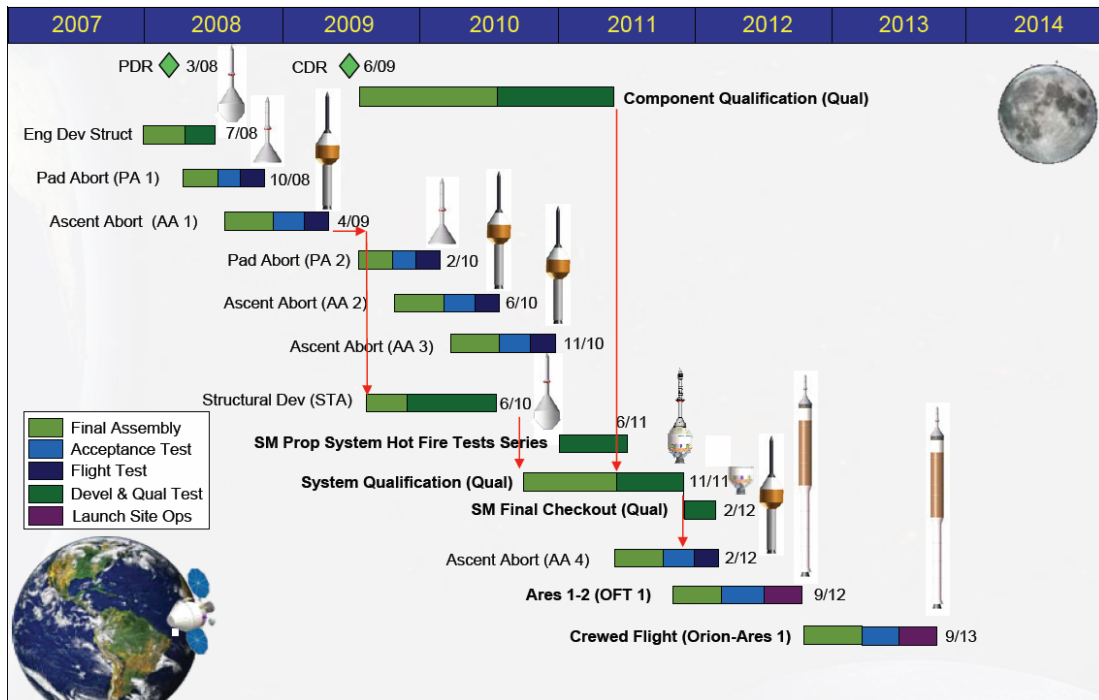 2007 2008 2009 2010 2011 2012 2013 2014
PDR 3/08 CDR 6/09
Component Qualification (Qual)
Eng Dev Struct 7/08
Pad Abort (PA 1) 10/08
Ascent Abort (AA 1) 4/09
Pad Abort (PA 2) 2/10
Ascent Abort (AA 2) 6/10
Ascent Abort (AA 3) 11/10
Structural Dev (STA) 6/10
SM Prop System Hot Fire Tests Series 6/11
System Qualification (Qual) 11/11
SM Final Checkout (Qual) 2/12
Ascent Abort (AA 4) 2/12
Ares 1-2 (OFT 1) 9/12
Crewed Flight (Orion-Ares 1) 9/13
Final Assembly
Acceptance Test
Flight Test
Devel & Qual Test
Launch Site Ops